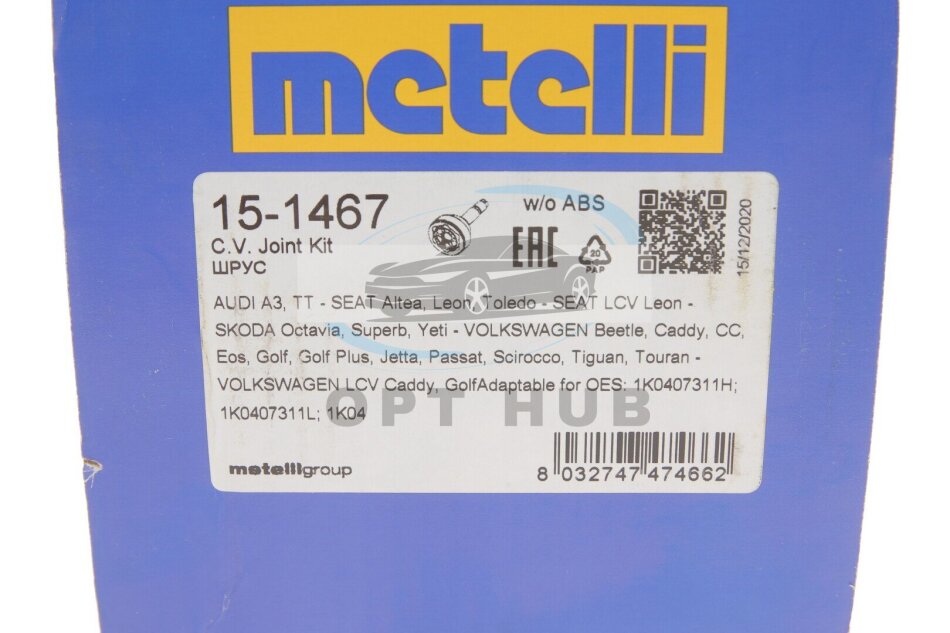 metelli
15-1467
w/o ABS
C.V. Joint Kit
ШРУС
EAC
20
PAP
15/12/2020
AUDI A3, TT - SEAT Altea, Leon, Toledo - SEAT LCV Leon -
SKODA Octavia, Superb, Yeti - VOLKSWAGEN Beetle, Caddy, CC,
Eos, Golf, Golf Plus, Jetta, Passat, Scirocco, Tiguan, Touran -
VOLKSWAGEN LCV Caddy, GolfAdaptable for OES: 1K0407311H;
1K0407311L; 1K04
OPT HUB
metelligroup
8 032747 474662